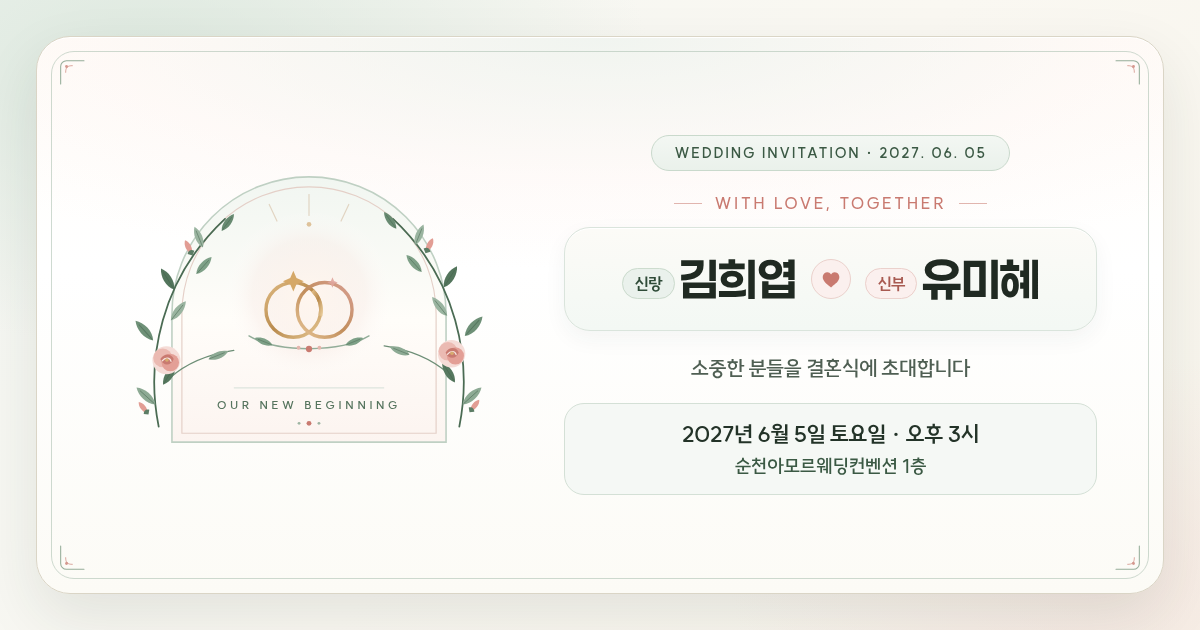 OUR NEW BEGINNING
WEDDING INVITATION · 2027. 06. 05
WITH LOVE, TOGETHER
신랑 김희엽 신부 유미혜
소중한 분들을 결혼식에 초대합니다
2027년 6월 5일 토요일 · 오후 3시
순천아모르웨딩컨벤션 1층